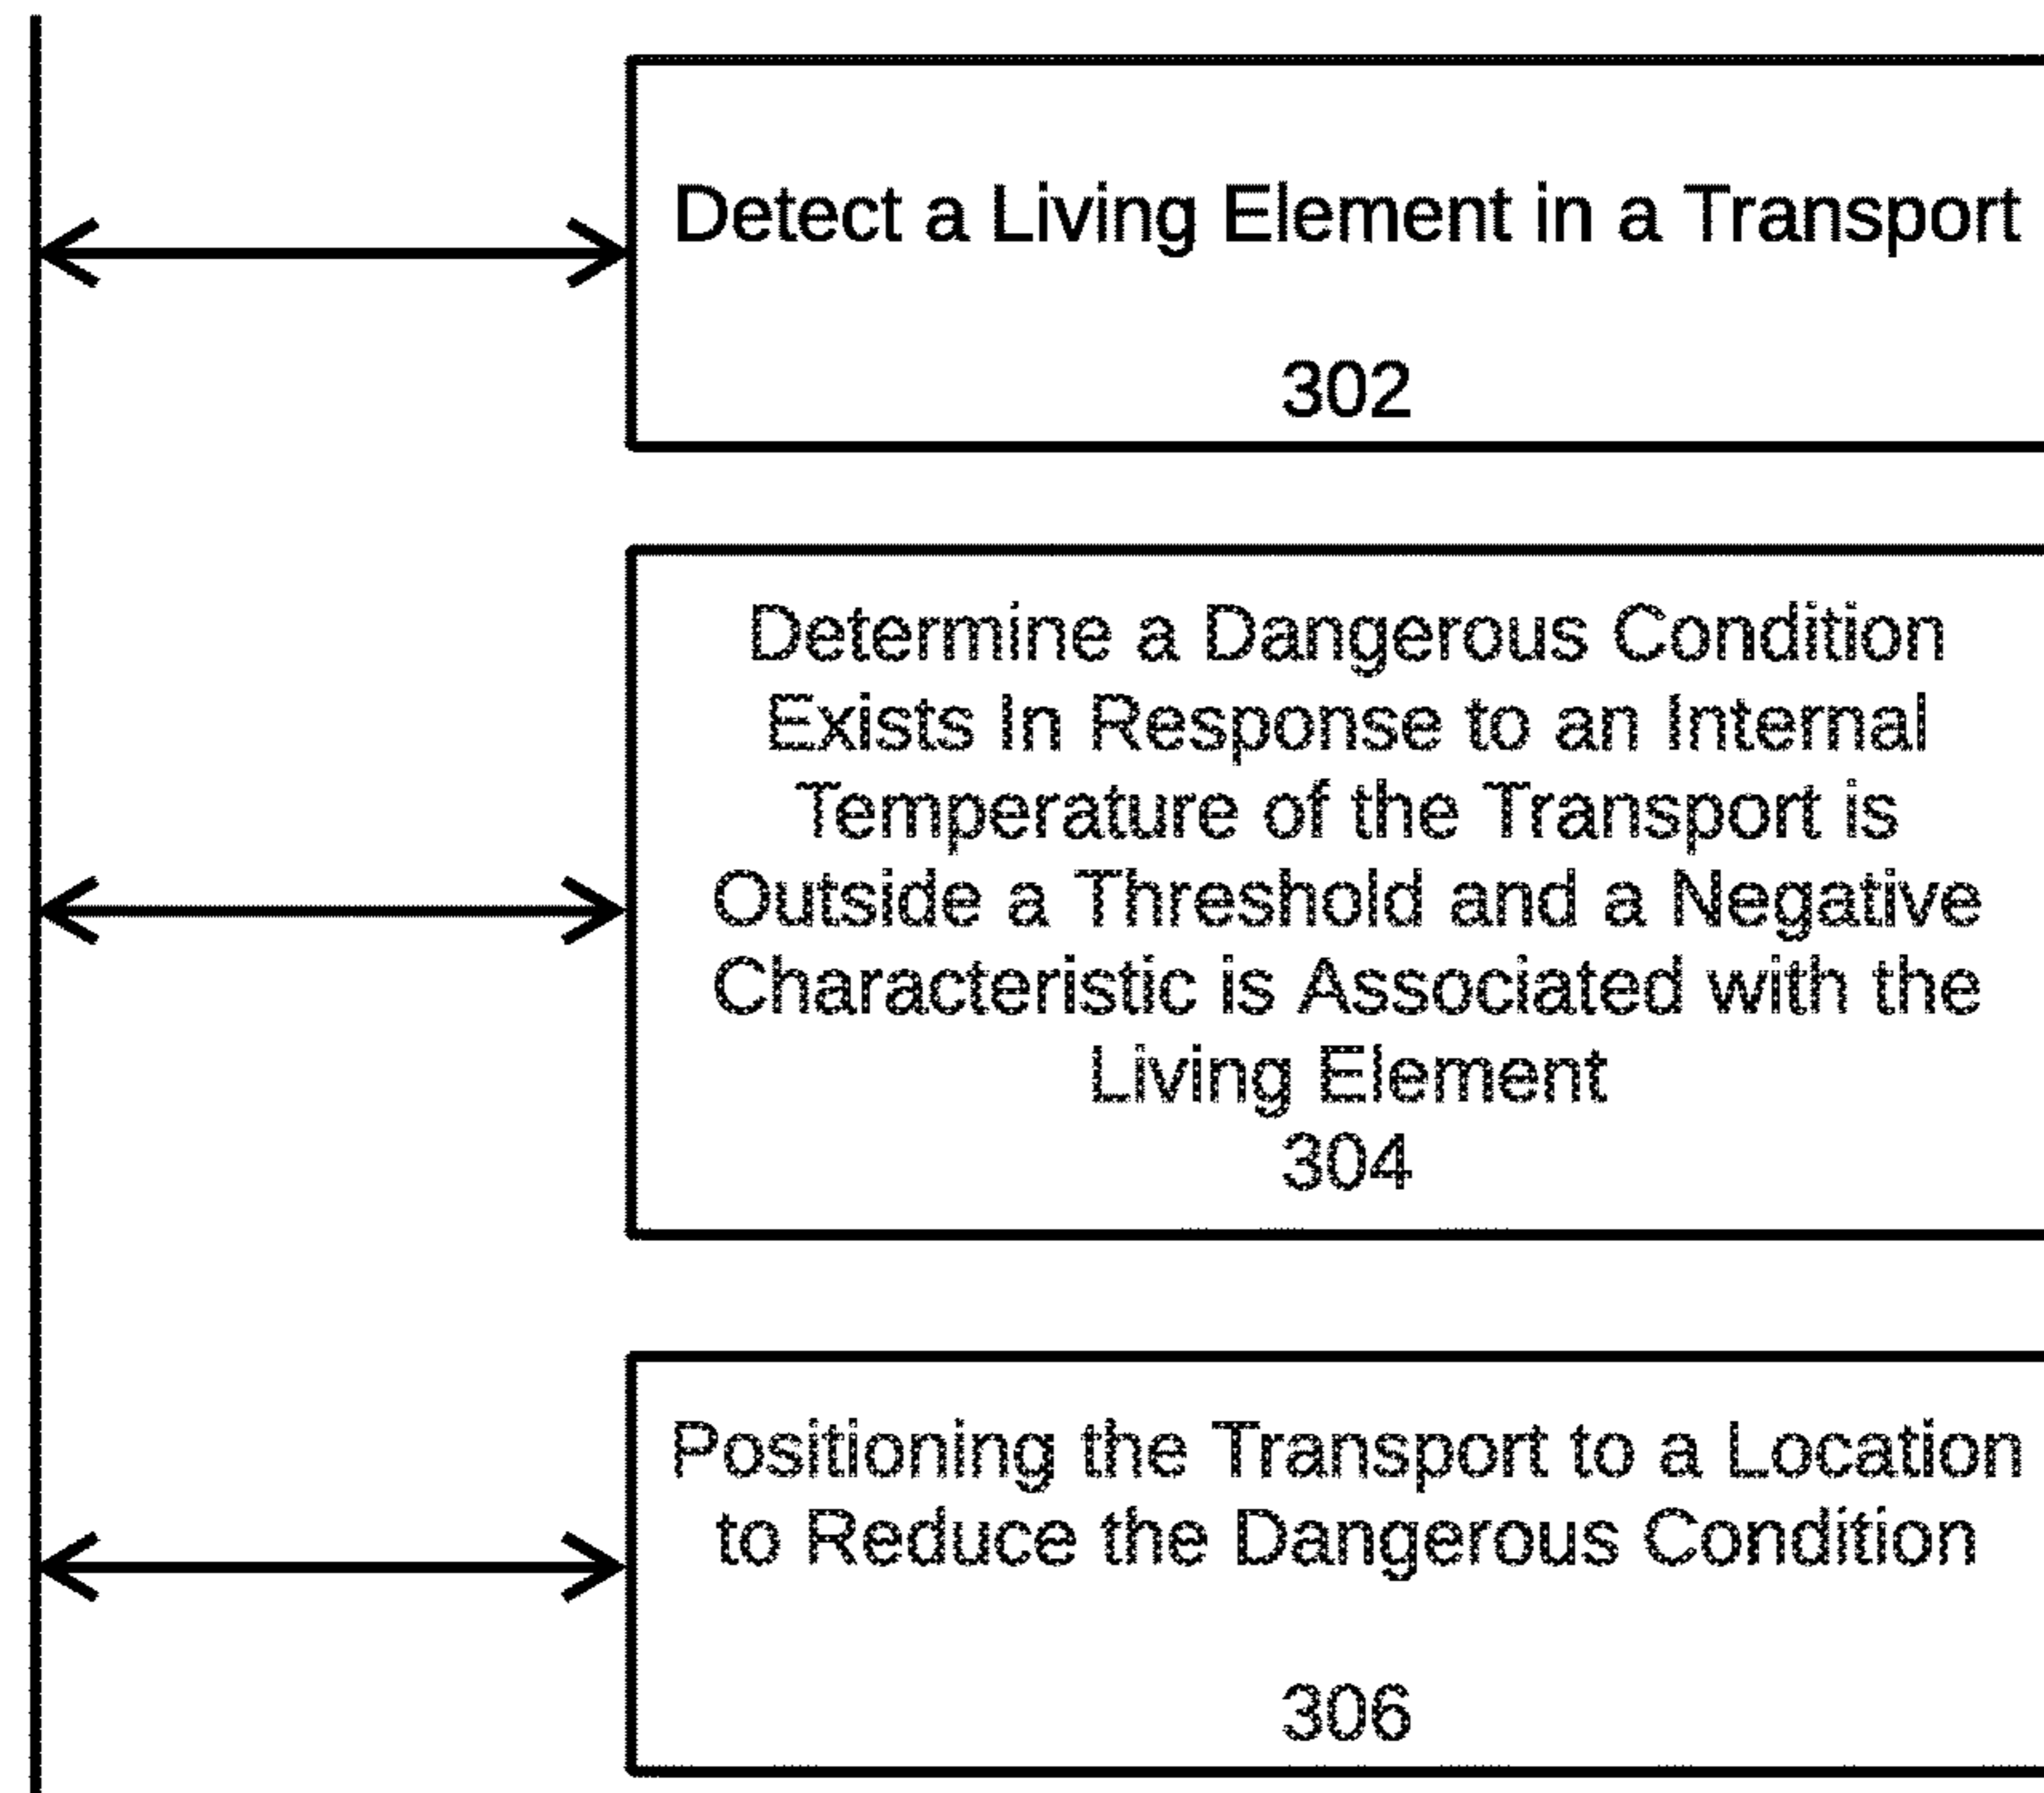 Detect a Living Element in a Transport
302
Determine a Dangerous Condition
Exists In Response to an Internal
Temperature of the Transport is
Outside a Threshold and a Negative
Characteristic is Associated with the
Living Element
304
Positioning the Transport to a Location
to Reduce the Dangerous Condition
306